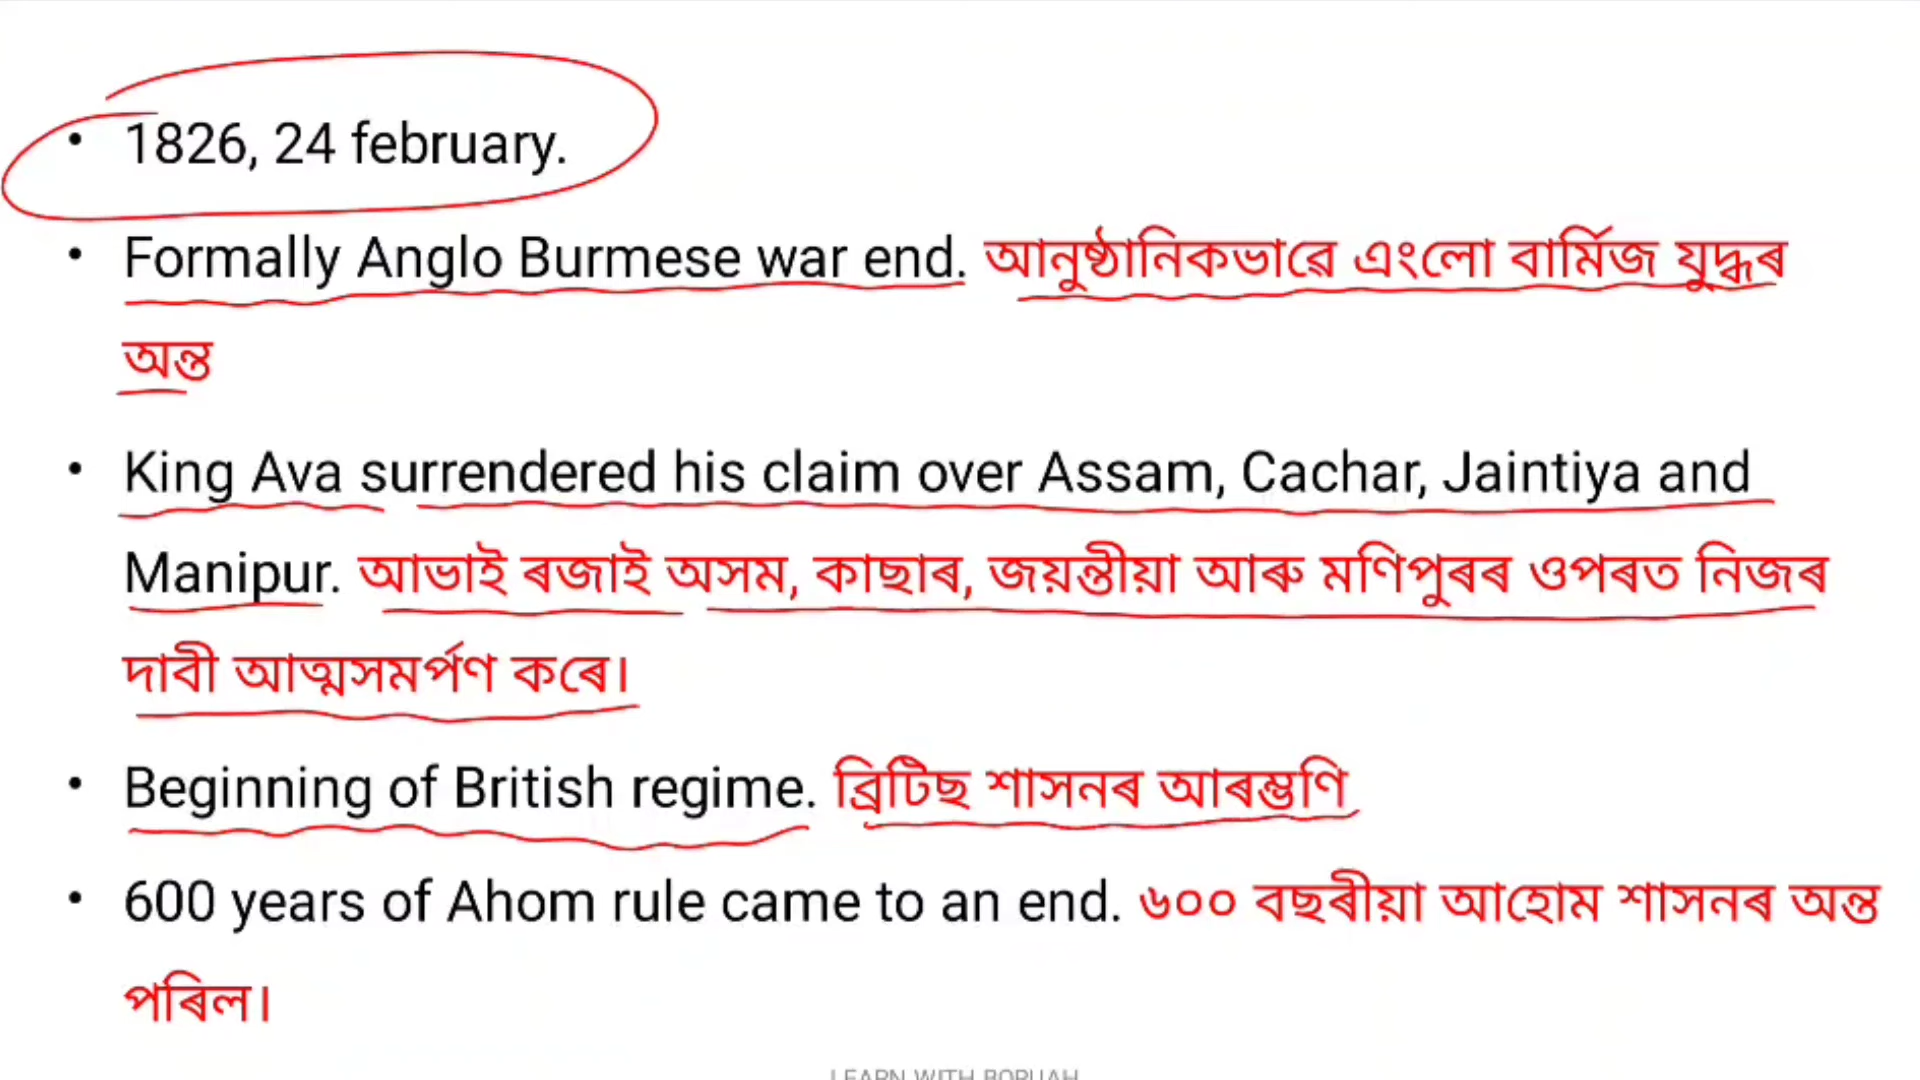 • 1826, 24 february.
• Formally Anglo Burmese war end. আনুষ্ঠানিকভাৱে এংলো বাৰ্মিজ যুদ্ধৰ
অন্ত
• King Ava surrendered his claim over Assam, Cachar, Jaintiya and
Manipur. আভাই ৰজাই অসম, কাছাৰ, জয়ন্তীয়া আৰু মণিপুৰৰ ওপৰত নিজৰ
দাবী আত্মসমৰ্পণ কৰে।
• Beginning of British regime. ব্ৰিটিছ শাসনৰ আৰম্ভণি
• 600 years of Ahom rule came to an end. ৬০০ বছৰীয়া আহোম শাসনৰ অন্ত
পৰিল।
LEARN WITH BORUAH